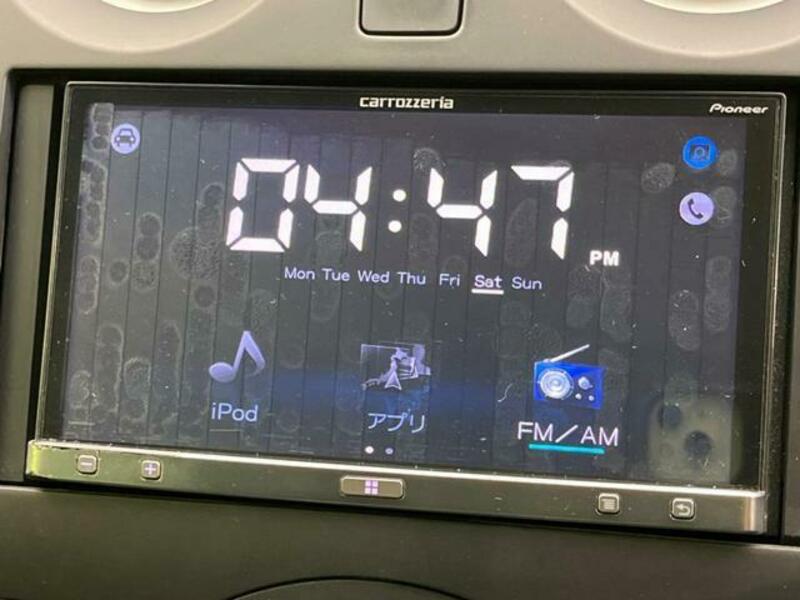 carrozzeria
Pioneer
04:47 PM
Mon Tue Wed Thu Fri Sat Sun
iPod
アプリ
FM/AM